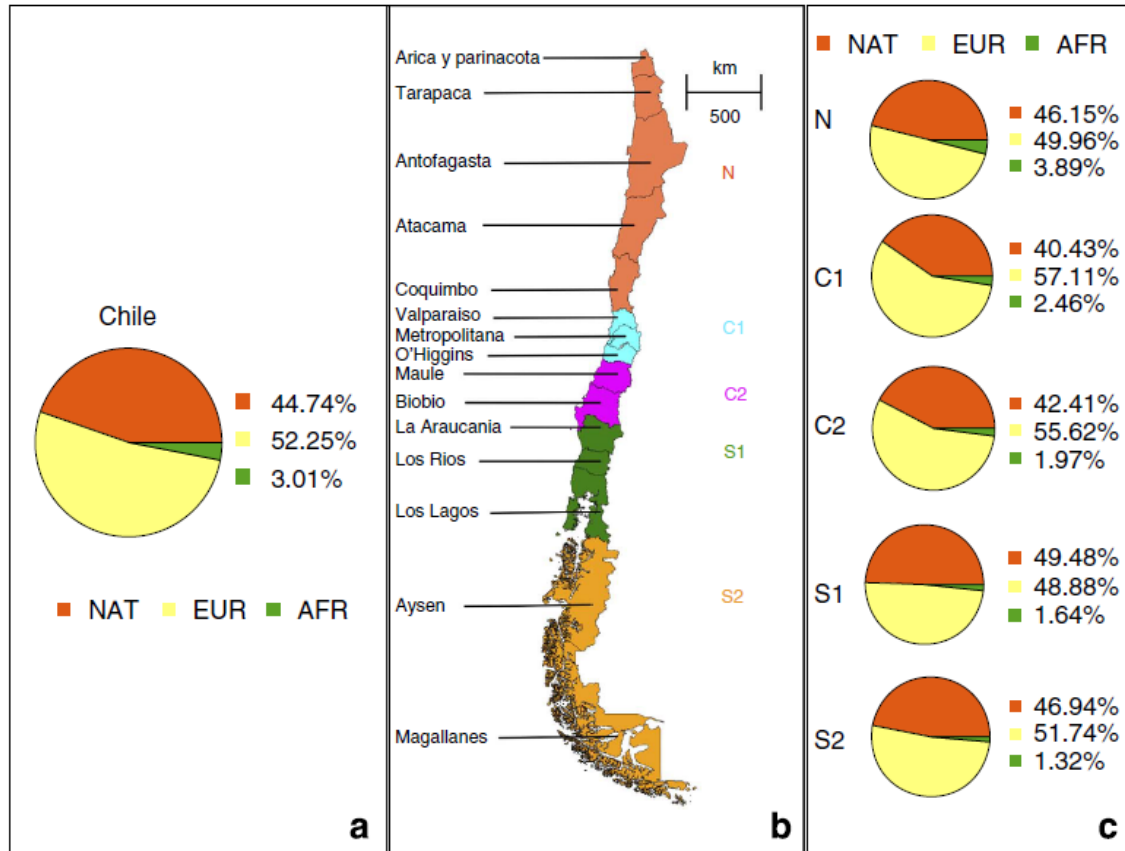 Chile
44.74%
52.25%
3.01%
NAT EUR AFR
a
Arica y parinacota
Tarapaca
Antofagasta
Atacama
Coquimbo
Valparaiso
Metropolitana
O'Higgins
Maule
Biobio
La Araucania
Los Rios
Los Lagos
Aysen
Magallanes
km
500
N
C1
C2
S1
S2
b
NAT EUR AFR
N
46.15%
49.96%
3.89%
C1
40.43%
57.11%
2.46%
C2
42.41%
55.62%
1.97%
S1
49.48%
48.88%
1.64%
S2
46.94%
51.74%
1.32%
c